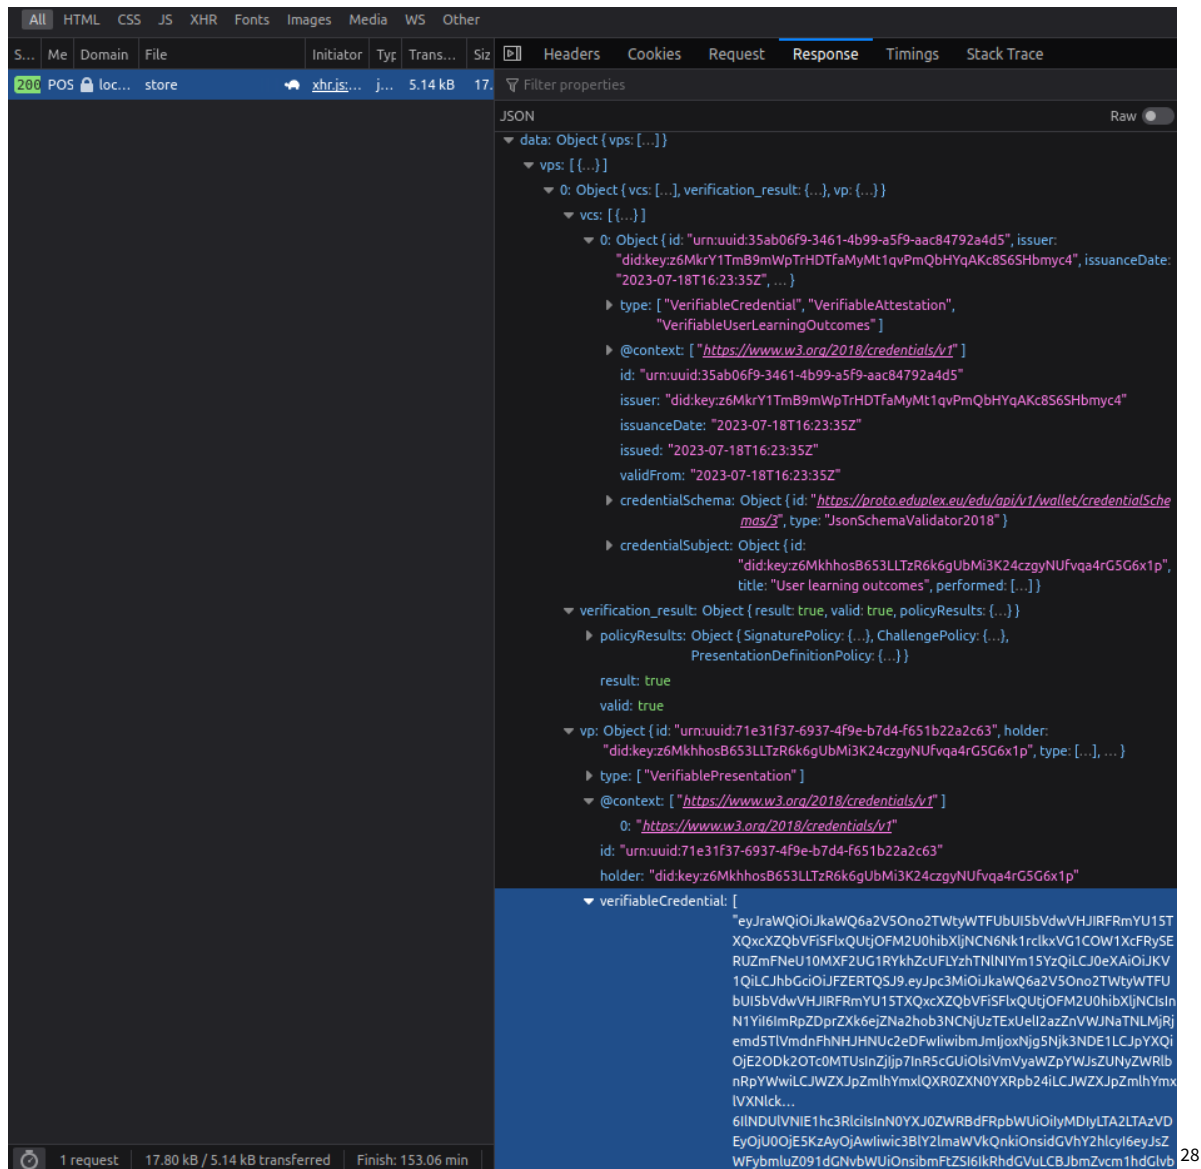 All HTML CSS JS XHR Fonts Images Media WS Other
S... Me Domain File Initiator Typ Trans... Siz Headers Cookies Request Response Timings Stack Trace
200 POS loc... store xhr.js:... j... 5.14 kB 17.
Filter properties
JSON Raw
data: Object { vps: [...] }
vps: [ {...} ]
0: Object { vcs: [...], verification_result: {...}, vp: {...} }
vcs: [ {...} ]
0: Object { id: "urn:uuid:35ab06f9-3461-4b99-a5f9-aac84792a4d5", issuer:
"did:key:z6MkrY1TmB9mWpTrHDTfaMyMt1qvPmQbHYqAKc8S6SHbmyc4", issuanceDate:
"2023-07-18T16:23:35Z", ... }
type: [ "VerifiableCredential", "VerifiableAttestation",
"VerifiableUserLearningOutcomes" ]
@context: [ "https://www.w3.org/2018/credentials/v1" ]
id: "urn:uuid:35ab06f9-3461-4b99-a5f9-aac84792a4d5"
issuer: "did:key:z6MkrY1TmB9mWpTrHDTfaMyMt1qvPmQbHYqAKc8S6SHbmyc4"
issuanceDate: "2023-07-18T16:23:35Z"
issued: "2023-07-18T16:23:35Z"
validFrom: "2023-07-18T16:23:35Z"
credentialSchema: Object { id: "https://proto.eduplex.eu/edu/api/v1/wallet/credentialSche
mas/3", type: "JsonSchemaValidator2018" }
credentialSubject: Object { id:
"did:key:z6MkhhosB653LLTzR6k6gUbMi3K24czgyNUfvqa4rG5G6x1p",
title: "User learning outcomes", performed: [...] }
verification_result: Object { result: true, valid: true, policyResults: {...} }
policyResults: Object { SignaturePolicy: {...}, ChallengePolicy: {...},
PresentationDefinitionPolicy: {...} }
result: true
valid: true
vp: Object { id: "urn:uuid:71e31f37-6937-4f9e-b7d4-f651b22a2c63", holder:
"did:key:z6MkhhosB653LLTzR6k6gUbMi3K24czgyNUfvqa4rG5G6x1p", type: [...], ... }
type: [ "VerifiablePresentation" ]
@context: [ "https://www.w3.org/2018/credentials/v1" ]
0: "https://www.w3.org/2018/credentials/v1"
id: "urn:uuid:71e31f37-6937-4f9e-b7d4-f651b22a2c63"
holder: "did:key:z6MkhhosB653LLTzR6k6gUbMi3K24czgyNUfvqa4rG5G6x1p"
verifiableCredential: [
1 request 17.80 kB / 5.14 kB transferred Finish: 153.06 min
28